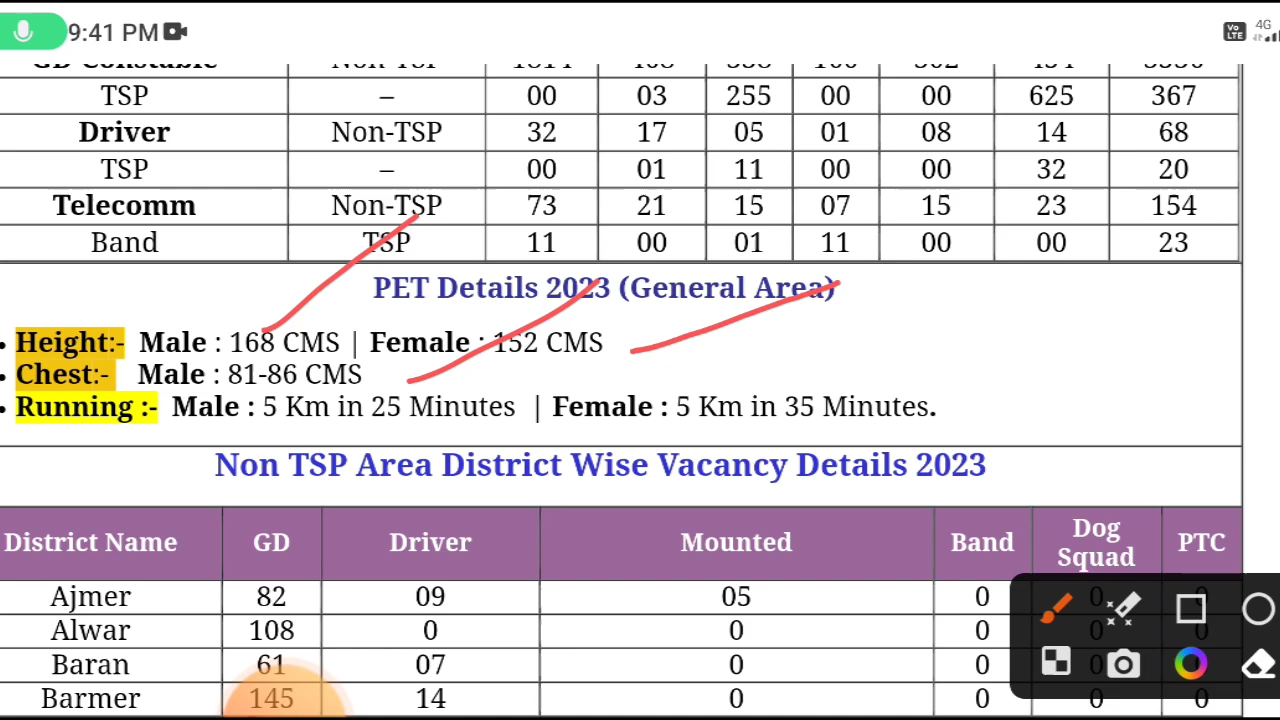 9:41 PM
Vo LTE 4G
TSP – 00 03 255 00 00 625 367
Driver Non-TSP 32 17 05 01 08 14 68
TSP – 00 01 11 00 00 32 20
Telecomm Non-TSP 73 21 15 07 15 23 154
Band TSP 11 00 01 11 00 00 23
PET Details 2023 (General Area)
• Height:- Male : 168 CMS | Female : 152 CMS
• Chest:- Male : 81-86 CMS
• Running :- Male : 5 Km in 25 Minutes | Female : 5 Km in 35 Minutes.
Non TSP Area District Wise Vacancy Details 2023
District Name GD Driver Mounted Band Dog Squad PTC
Ajmer 82 09 05 0 0 0
Alwar 108 0 0 0 0 0
Baran 61 07 0 0 0 0
Barmer 145 14 0 0 0 0